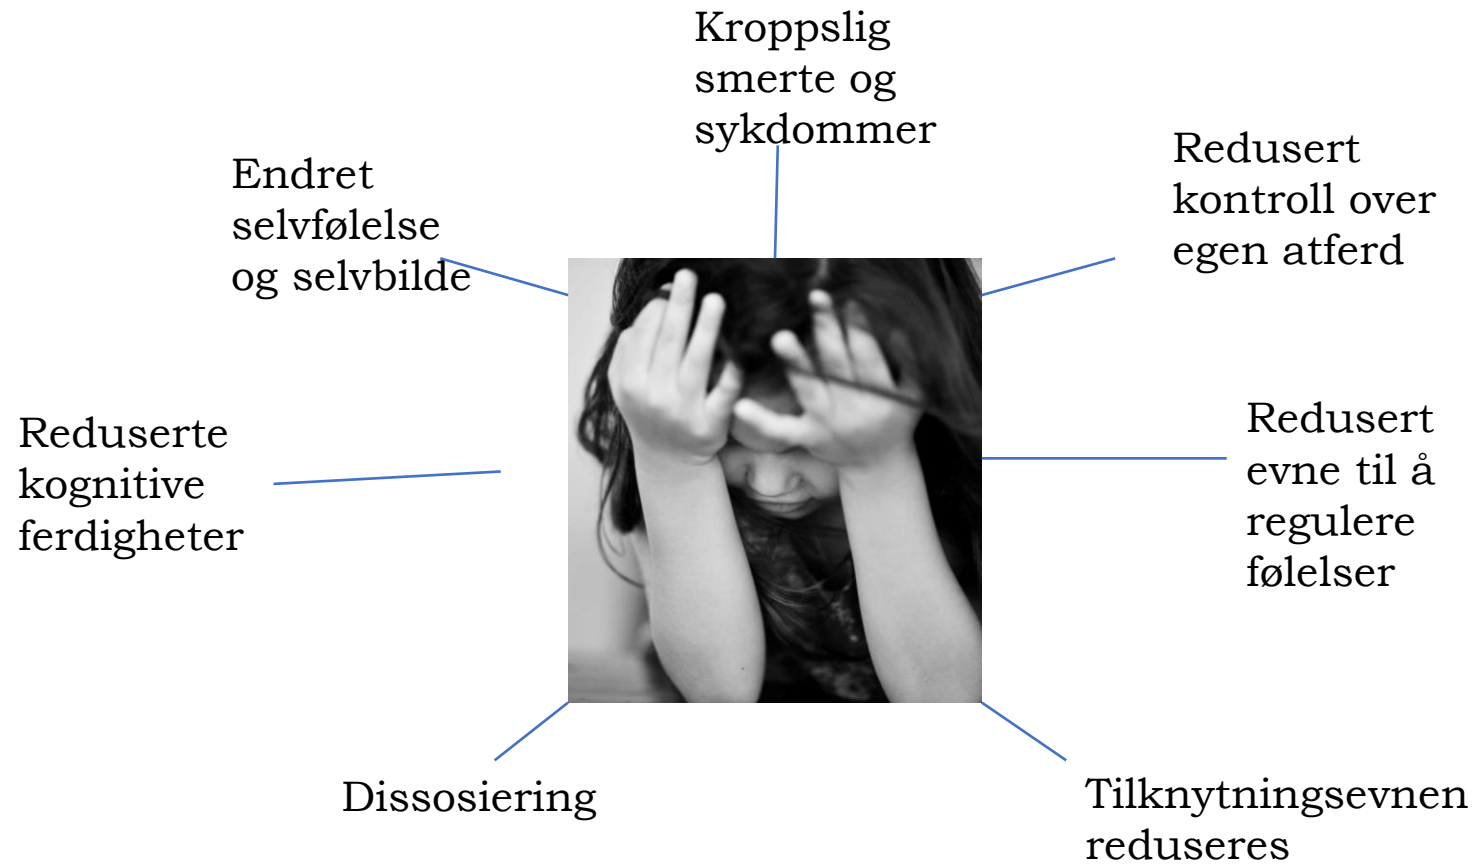 Kroppslig
smerte og
sykdommer
Redusert
kontroll over
egen atferd
Endret
selvfølelse
og selvbilde
Redusert
evne til å
regulere
følelser
Reduserte
kognitive
ferdigheter
Dissosiering
Tilknytningsevnen
reduseres